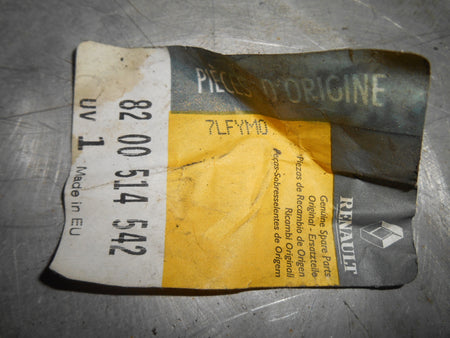 PIÈCES D'ORIGINE
7LFYM0
82 00 514 542
UV 1 Made in EU
Genuine Spare Parts
Original - Ersatzteile
Piezas de Recambio de Origen
Ricambi Originali
Peças-Sobresselentes de Origem
RENAULT